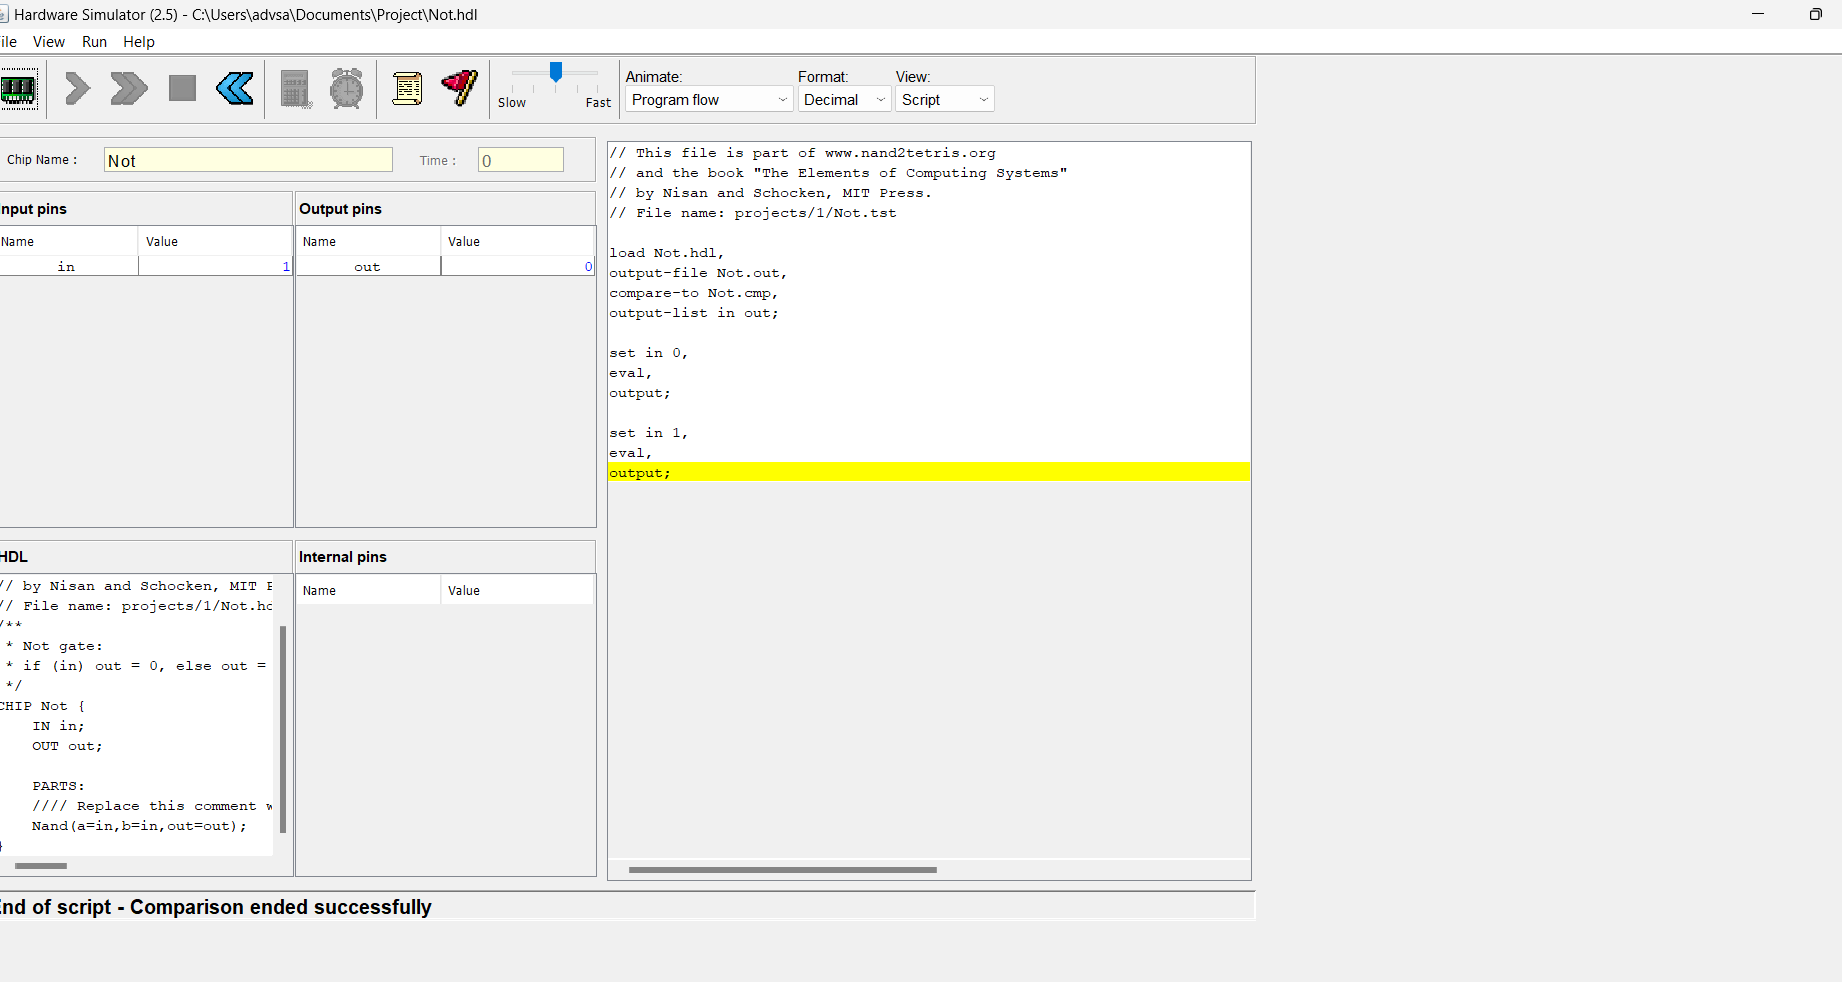 Hardware Simulator (2.5) - C:\Users\advsa\Documents\Project\Not.hdl
ile View Run Help
Slow Fast
Animate: Format: View:
Program flow Decimal Script
Chip Name : Not Time : 0
nput pins
Name Value
in 1
Output pins
Name Value
out 0
HDL
// by Nisan and Schocken, MIT P
// File name: projects/1/Not.hd
/**
* Not gate:
* if (in) out = 0, else out =
*/
CHIP Not {
IN in;
OUT out;
PARTS:
//// Replace this comment w
Nand(a=in,b=in,out=out);
}
Internal pins
Name Value
// This file is part of www.nand2tetris.org
// and the book "The Elements of Computing Systems"
// by Nisan and Schocken, MIT Press.
// File name: projects/1/Not.tst
load Not.hdl,
output-file Not.out,
compare-to Not.cmp,
output-list in out;
set in 0,
eval,
output;
set in 1,
eval,
output;
End of script - Comparison ended successfully